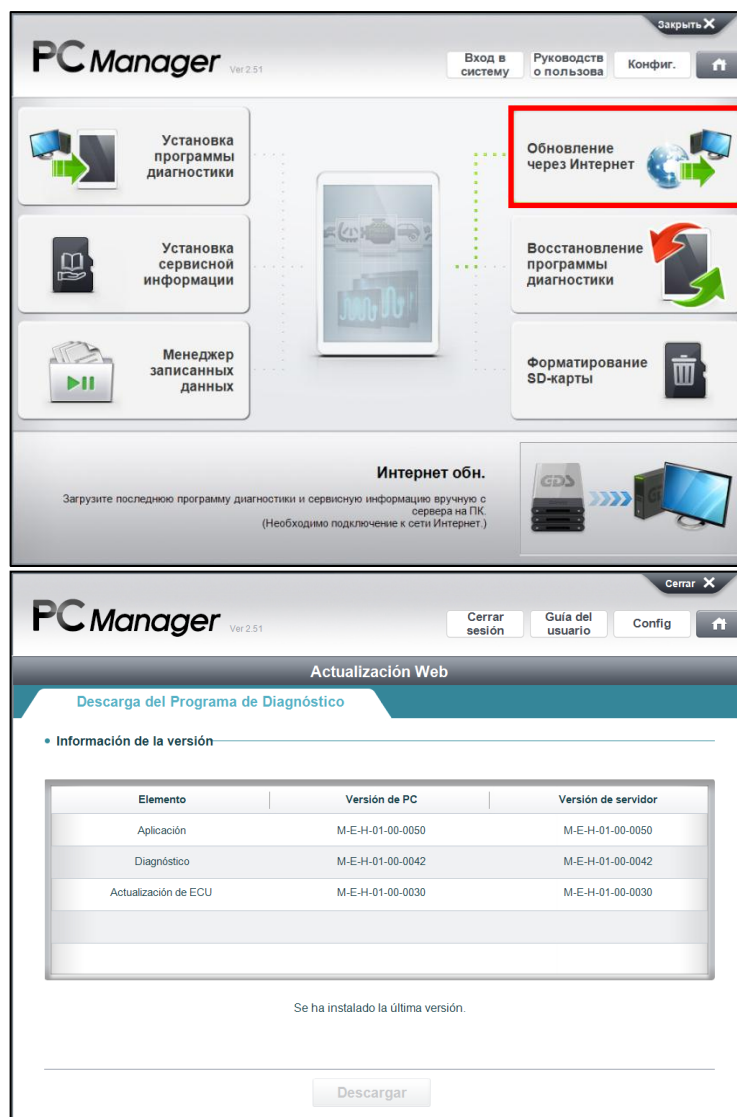 Закрыть X
PC Manager Ver 2.51
Вход в
систему
Руководств
о пользова
Конфиг.
Установка
программы
диагностики
Обновление
через Интернет
Установка
сервисной
информации
Восстановление
программы
диагностики
Менеджер
записанных
данных
Форматирование
SD-карты
Интернет обн.
Загрузите последнюю программу диагностики и сервисную информацию вручную с
сервера на ПК.
(Необходимо подключение к сети Интернет.)
GDS
Cerrar X
PC Manager Ver 2.51
Cerrar
sesión
Guía del
usuario
Config
Actualización Web
Descarga del Programa de Diagnóstico
• Información de la versión
Elemento Versión de PC Versión de servidor
Aplicación M-E-H-01-00-0050 M-E-H-01-00-0050
Diagnóstico M-E-H-01-00-0042 M-E-H-01-00-0042
Actualización de ECU M-E-H-01-00-0030 M-E-H-01-00-0030
Se ha instalado la última versión.
Descargar